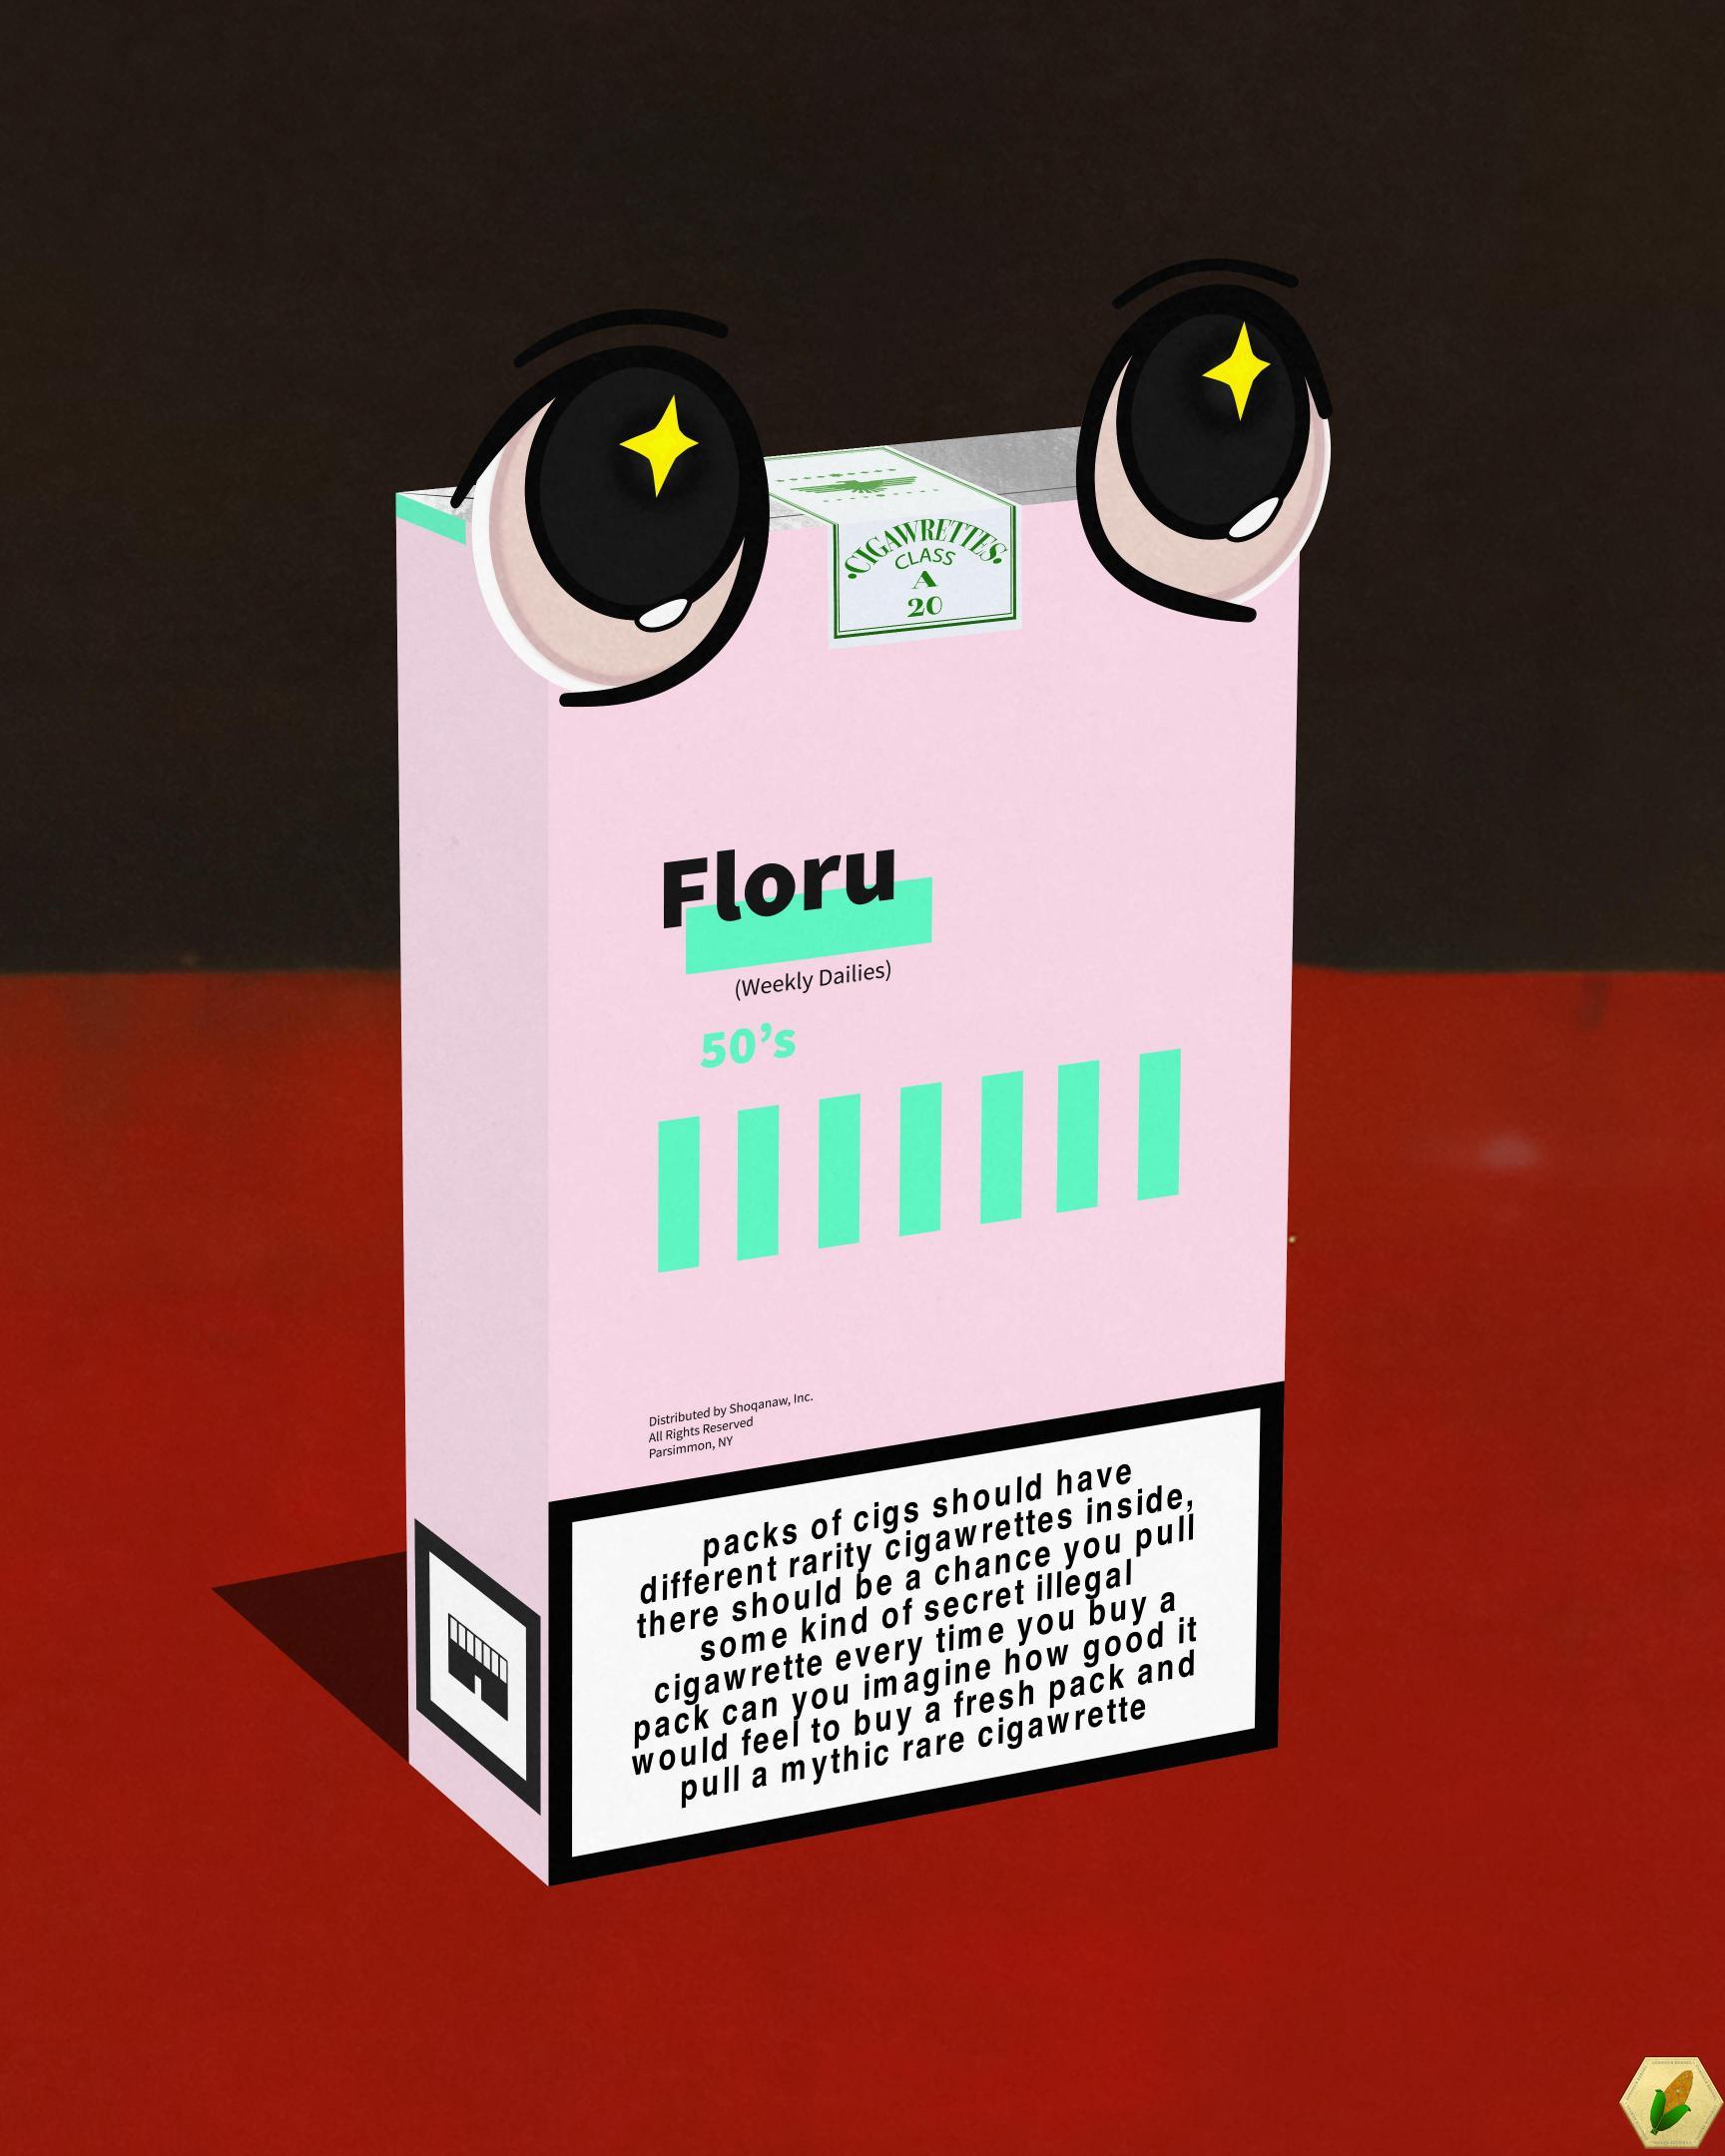 CIGAWRETTES
CLASS
A
20
Floru
(Weekly Dailies)
50's
Distributed by Shoqanaw, Inc.
All Rights Reserved
Parsimmon, NY
packs of cigs should have
different rarity cigawrettes inside,
there should be a chance you pull
some kind of secret illegal
cigawrette every time you buy a
pack can you imagine how good it
would feel to buy a fresh pack and
pull a mythic rare cigawrette